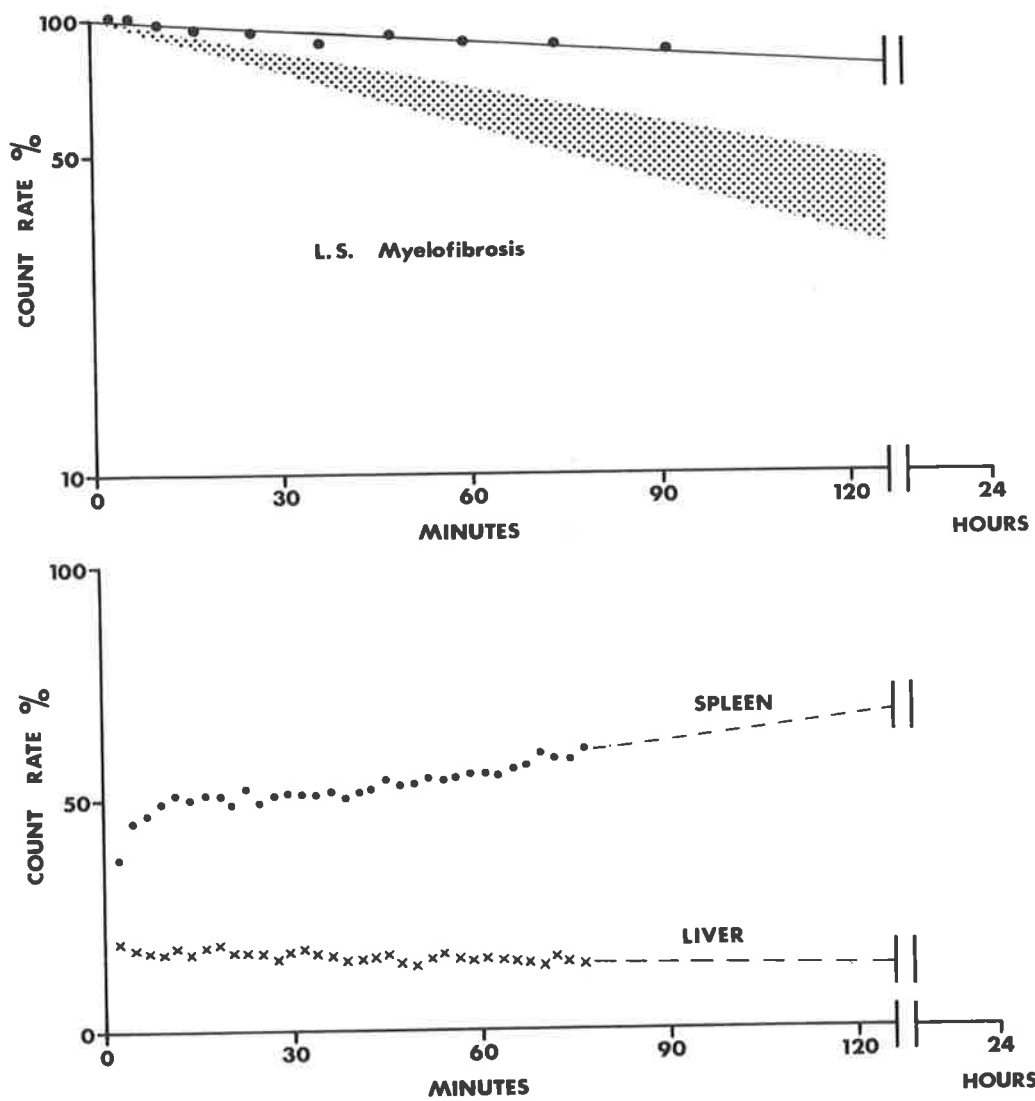 100
50
10
COUNT RATE %
L.S. Myelofibrosis
0 30 60 90 120 24
MINUTES
HOURS
100
50
0
COUNT RATE %
SPLEEN
LIVER
0 30 60 90 120 24
MINUTES
HOURS